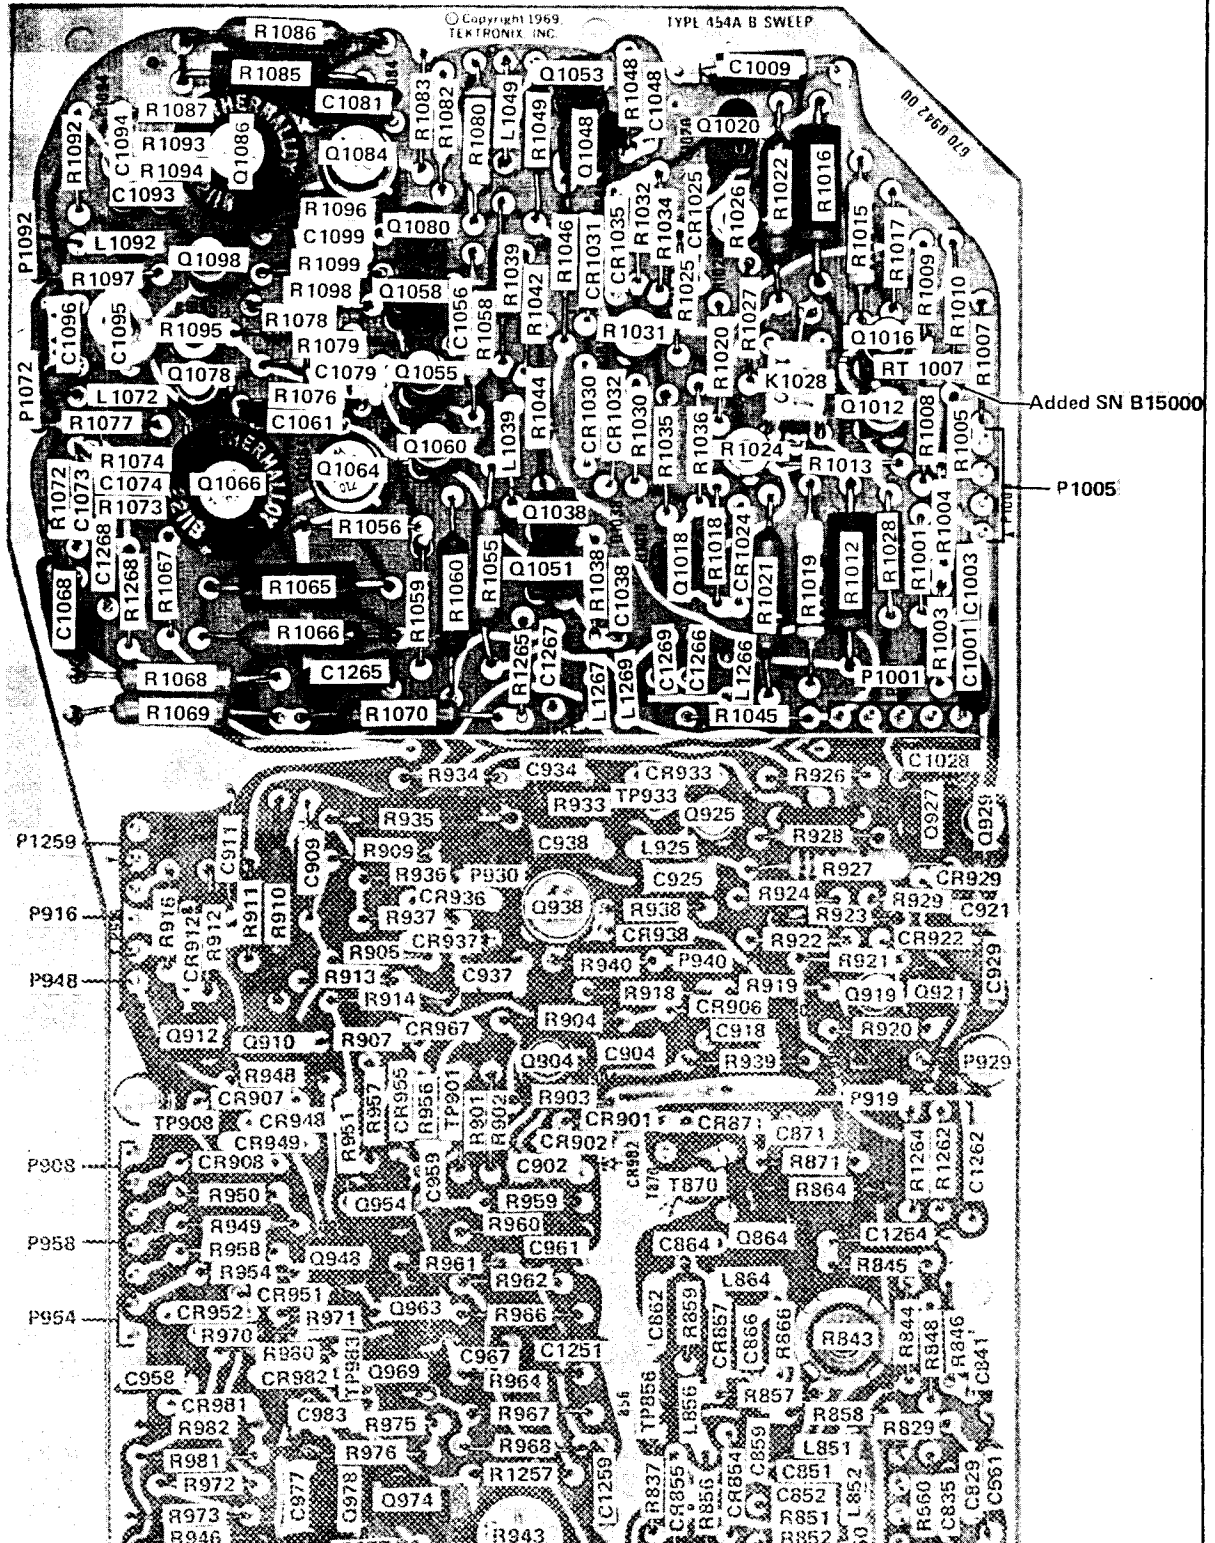 © Copyright 1969,
TEKTRONIX, INC.
TYPE 454A B SWEEP
670 0942 00
R1086
R1085
C1081
R1087
R1092
C1094
R1093
R1094
C1093
Q1086
THERMALLOY
Q1084
R1083
R1082
R1080
L1049
R1049
Q1053
Q1048
R1048
C1048
C1009
Q1020
R1022
R1016
P1092
L1092
R1097
Q1098
R1096
C1099
R1099
R1098
Q1080
Q1058
C1056
R1058
R1039
R1042
R1046
CR1031
CR1035
R1032
R1034
CR1025
R1025
R1026
R1027
R1015
R1017
R1009
R1010
R1007
P1072
C1096
C1095
R1095
R1078
R1079
C1079
Q1078
R1076
C1061
L1072
R1077
Q1055
Q1060
R1031
R1020
Q1016
RT 1007
K1028
Q1012
Added SN B15000
R1044
L1039
CR1030
CR1032
R1030
R1035
R1036
R1024
R1013
R1008
R1005
P1005
R1072
C1073
R1074
C1074
R1073
Q1066
THERMALLOY
Q1064
R1056
Q1038
Q1051
R1038
C1038
Q1018
R1018
CR1024
R1021
R1019
R1012
R1028
R1001
R1004
C1003
C1068
C1268
R1268
R1067
R1065
R1066
R1059
R1060
R1055
R1265
C1267
L1267
L1269
C1269
C1266
L1266
P1001
R1003
C1001
R1068
R1069
C1265
R1070
R1045
R934
C934
CR933
R926
C1028
R933
TP933
Q925
Q927
Q929
P1259
C911
R935
R909
C909
R936
P930
C938
L925
C925
R928
R927
CR929
P916
R916
CR912
R912
R911
R910
CR936
R937
CR937
R905
Q938
R938
CR938
R924
R923
R929
C921
R922
CR922
R921
C929
P948
R913
R914
C937
R940
P940
R918
CR906
R919
Q919
Q921
Q912
Q910
R907
CR967
R904
C918
R920
R948
Q904
C904
R939
P929
CR907
TP908
CR948
CR949
R951
R957
CR955
R956
TP901
R901
R902
R903
CR901
CR902
CR871
C871
P919
P908
CR908
C959
C902
CR982
T870
T870
R871
R864
R1264
R1262
C1262
R950
R949
R958
R954
Q954
R959
R960
C961
C864
Q864
C1264
R845
P958
Q948
R961
R962
L864
CR951
CR952
R971
Q963
R966
C862
R859
CR857
C866
R866
R843
R844
R848
R846
C841
P954
R970
R980
TP983
C967
C1251
Q969
R964
C958
CR982
CR981
R982
C983
R975
R967
856
TP856
L856
R857
R858
R829
R976
R968
R981
R972
C977
Q978
Q974
R1257
C1259
R837
CR855
R856
CR854
C859
L851
C851
C852
L852
R851
R852
R560
C835
C829
C561
R973
R946
R943